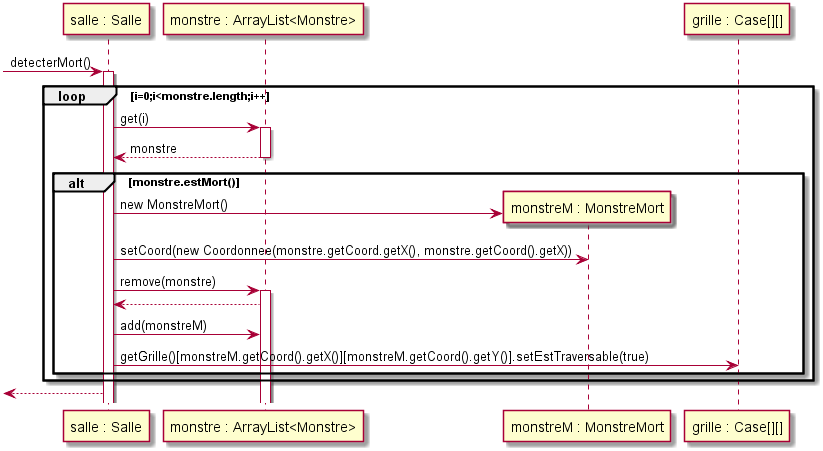 salle : Salle
monstre : ArrayList<Monstre>
grille : Case[][]
detecterMort()
loop
[i=0;i<monstre.length;i++]
get(i)
monstre
alt
[monstre.estMort()]
new MonstreMort()
monstreM : MonstreMort
setCoord(new Coordonnee(monstre.getCoord.getX(), monstre.getCoord().getX))
remove(monstre)
add(monstreM)
getGrille()[monstreM.getCoord().getX()][monstreM.getCoord().getY()].setEstTraversable(true)
salle : Salle
monstre : ArrayList<Monstre>
monstreM : MonstreMort
grille : Case[][]